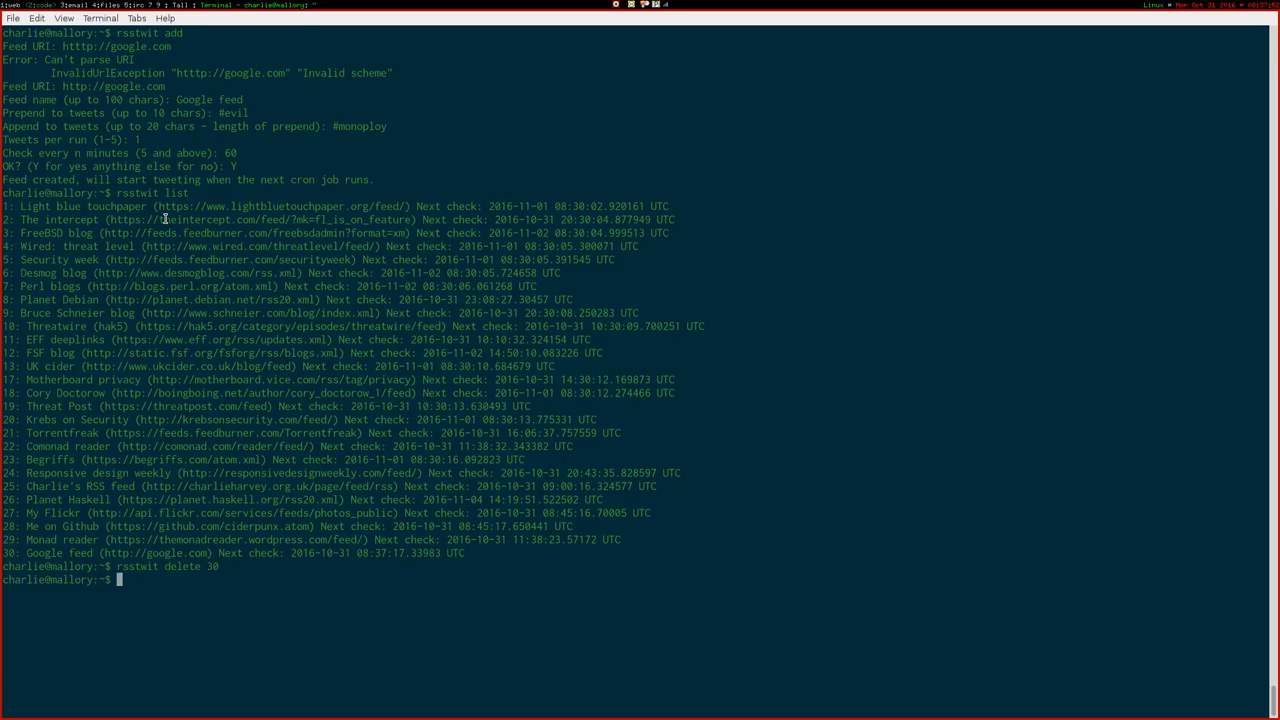 1:web <2:code> 3:email 4:files 5:irc 7 9 : Tall : Terminal - charlie@mallory: ~
Linux
Mon Oct 31 2016
File Edit View Terminal Tabs Help
charlie@mallory:~$ rsstwit add
Feed URI: htttp://google.com
Error: Can't parse URI
InvalidUrlException "htttp://google.com" "Invalid scheme"
Feed URI: http://google.com
Feed name (up to 100 chars): Google feed
Prepend to tweets (up to 10 chars): #evil
Append to tweets (up to 20 chars - length of prepend): #monoploy
Tweets per run (1-5): 1
Check every n minutes (5 and above): 60
OK? (Y for yes anything else for no): Y
Feed created, will start tweeting when the next cron job runs.
charlie@mallory:~$ rsstwit list
1: Light blue touchpaper (https://www.lightbluetouchpaper.org/feed/) Next check: 2016-11-01 08:30:02.920161 UTC
2: The intercept (https://theintercept.com/feed/?mk=fl_is_on_feature) Next check: 2016-10-31 20:30:04.877949 UTC
3: FreeBSD blog (http://feeds.feedburner.com/freebsdadmin?format=xm) Next check: 2016-11-02 08:30:04.999513 UTC
4: Wired: threat level (http://www.wired.com/threatlevel/feed/) Next check: 2016-11-01 08:30:05.300071 UTC
5: Security week (http://feeds.feedburner.com/securityweek) Next check: 2016-11-01 08:30:05.391545 UTC
6: Desmog blog (http://www.desmogblog.com/rss.xml) Next check: 2016-11-02 08:30:05.724658 UTC
7: Perl blogs (http://blogs.perl.org/atom.xml) Next check: 2016-11-02 08:30:06.061268 UTC
8: Planet Debian (http://planet.debian.net/rss20.xml) Next check: 2016-10-31 23:08:27.30457 UTC
9: Bruce Schneier blog (http://www.schneier.com/blog/index.xml) Next check: 2016-10-31 20:30:08.250283 UTC
10: Threatwire (hak5) (https://hak5.org/category/episodes/threatwire/feed) Next check: 2016-10-31 10:30:09.700251 UTC
11: EFF deeplinks (https://www.eff.org/rss/updates.xml) Next check: 2016-10-31 10:10:32.324154 UTC
12: FSF blog (http://static.fsf.org/fsforg/rss/blogs.xml) Next check: 2016-11-02 14:50:10.083226 UTC
13: UK cider (http://www.ukcider.co.uk/blog/feed) Next check: 2016-11-01 08:30:10.684679 UTC
17: Motherboard privacy (http://motherboard.vice.com/rss/tag/privacy) Next check: 2016-10-31 14:30:12.169873 UTC
18: Cory Doctorow (http://boingboing.net/author/cory_doctorow_1/feed) Next check: 2016-11-01 08:30:12.274466 UTC
19: Threat Post (https://threatpost.com/feed) Next check: 2016-10-31 10:30:13.630493 UTC
20: Krebs on Security (http://krebsonsecurity.com/feed/) Next check: 2016-11-01 08:30:13.775331 UTC
21: Torrentfreak (https://feeds.feedburner.com/Torrentfreak) Next check: 2016-10-31 16:06:37.757559 UTC
22: Comonad reader (http://comonad.com/reader/feed/) Next check: 2016-10-31 11:38:32.343382 UTC
23: Begriffs (https://begriffs.com/atom.xml) Next check: 2016-11-01 08:30:16.092823 UTC
24: Responsive design weekly (http://responsivedesignweekly.com/feed/) Next check: 2016-10-31 20:43:35.828597 UTC
25: Charlie's RSS feed (http://charlieharvey.org.uk/page/feed/rss) Next check: 2016-10-31 09:00:16.324577 UTC
26: Planet Haskell (https://planet.haskell.org/rss20.xml) Next check: 2016-11-04 14:19:51.522502 UTC
27: My Flickr (http://api.flickr.com/services/feeds/photos_public) Next check: 2016-10-31 08:45:16.70005 UTC
28: Me on Github (https://github.com/ciderpunx.atom) Next check: 2016-10-31 08:45:17.650441 UTC
29: Monad reader (https://themonadreader.wordpress.com/feed/) Next check: 2016-10-31 11:38:23.57172 UTC
30: Google feed (http://google.com) Next check: 2016-10-31 08:37:17.33983 UTC
charlie@mallory:~$ rsstwit delete 30
charlie@mallory:~$